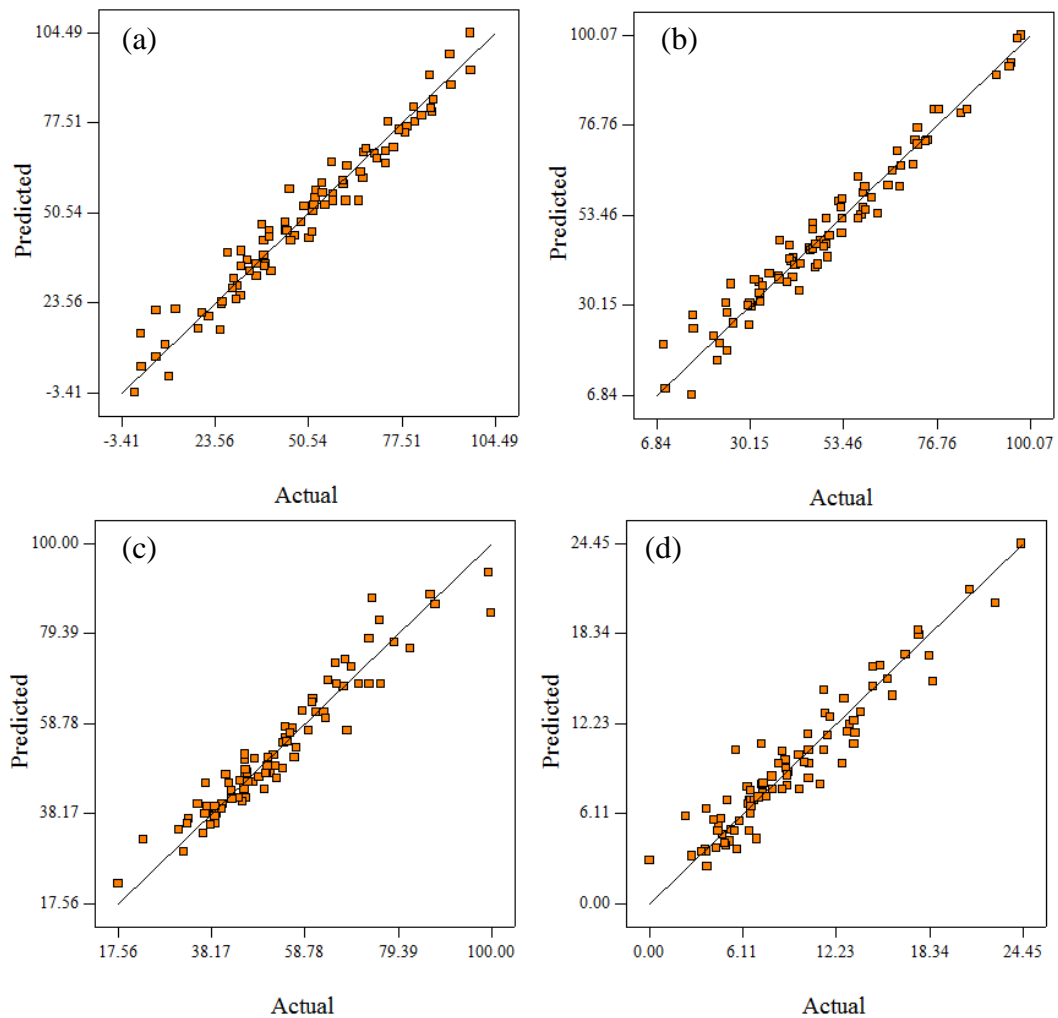 (a)
104.49
77.51
50.54
23.56
-3.41
Predicted
-3.41 23.56 50.54 77.51 104.49
Actual
(b)
100.07
76.76
53.46
30.15
6.84
Predicted
6.84 30.15 53.46 76.76 100.07
Actual
(c)
100.00
79.39
58.78
38.17
17.56
Predicted
17.56 38.17 58.78 79.39 100.00
Actual
(d)
24.45
18.34
12.23
6.11
0.00
Predicted
0.00 6.11 12.23 18.34 24.45
Actual